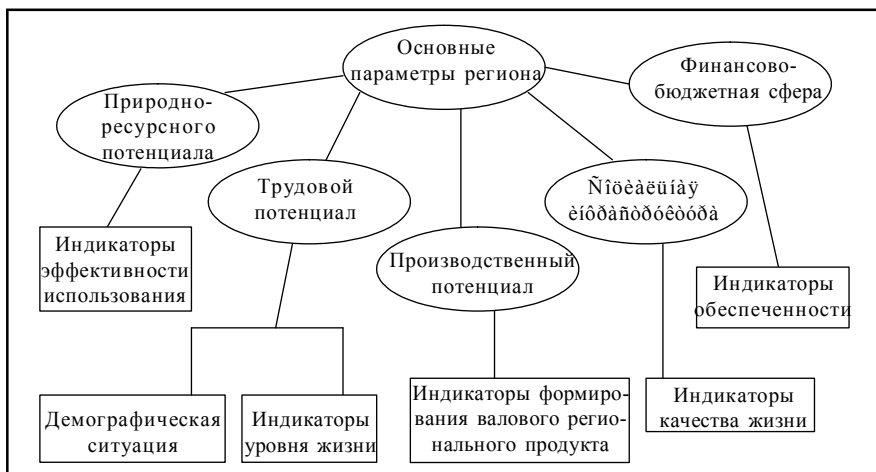 Основные
параметры региона
Финансово-
бюджетная сфера
Природно-
ресурсного
потенциала
Трудовой
потенциал
Ñîöèàëüíàÿ
èíôðàñòðóêòóðà
Производственный
потенциал
Индикаторы
эффективности
использования
Индикаторы
обеспеченности
Демографическая
ситуация
Индикаторы
уровня жизни
Индикаторы формиро-
вания валового регио-
нального продукта
Индикаторы
качества жизни